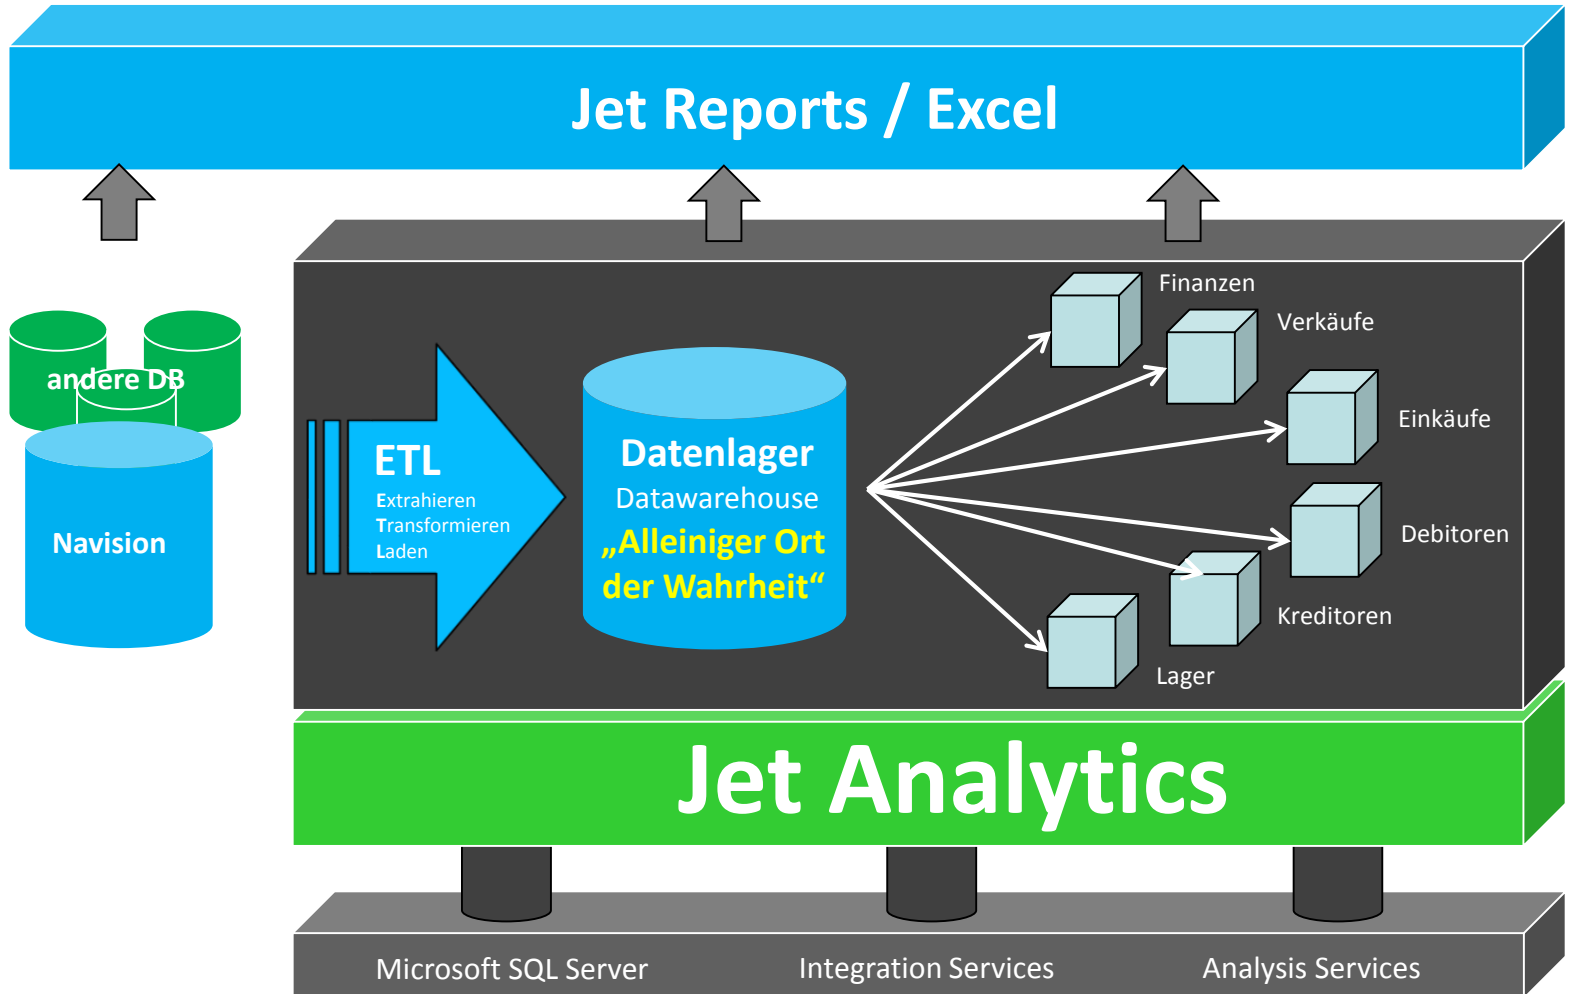 Jet Reports / Excel
andere DB
Navision
ETL
Extrahieren
Transformieren
Laden
Datenlager
Datawarehouse
„Alleiniger Ort
der Wahrheit“
Finanzen
Verkäufe
Einkäufe
Debitoren
Kreditoren
Lager
Jet Analytics
Microsoft SQL Server
Integration Services
Analysis Services